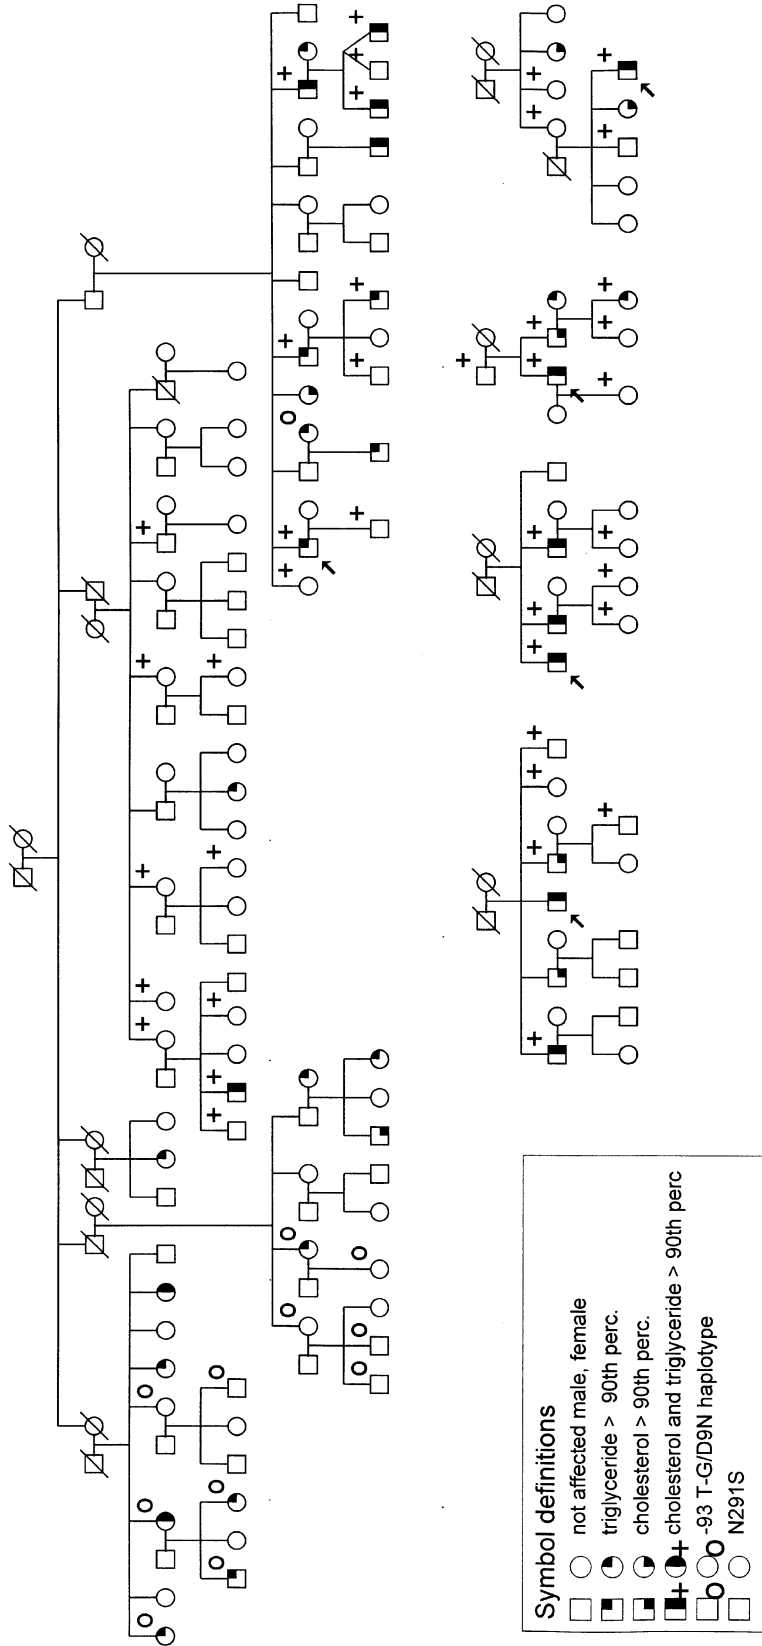 Symbol definitions
not affected male, female
triglyceride > 90th perc.
cholesterol > 90th perc.
cholesterol and triglyceride > 90th perc
-93 T-G/D9N haplotype
N291S